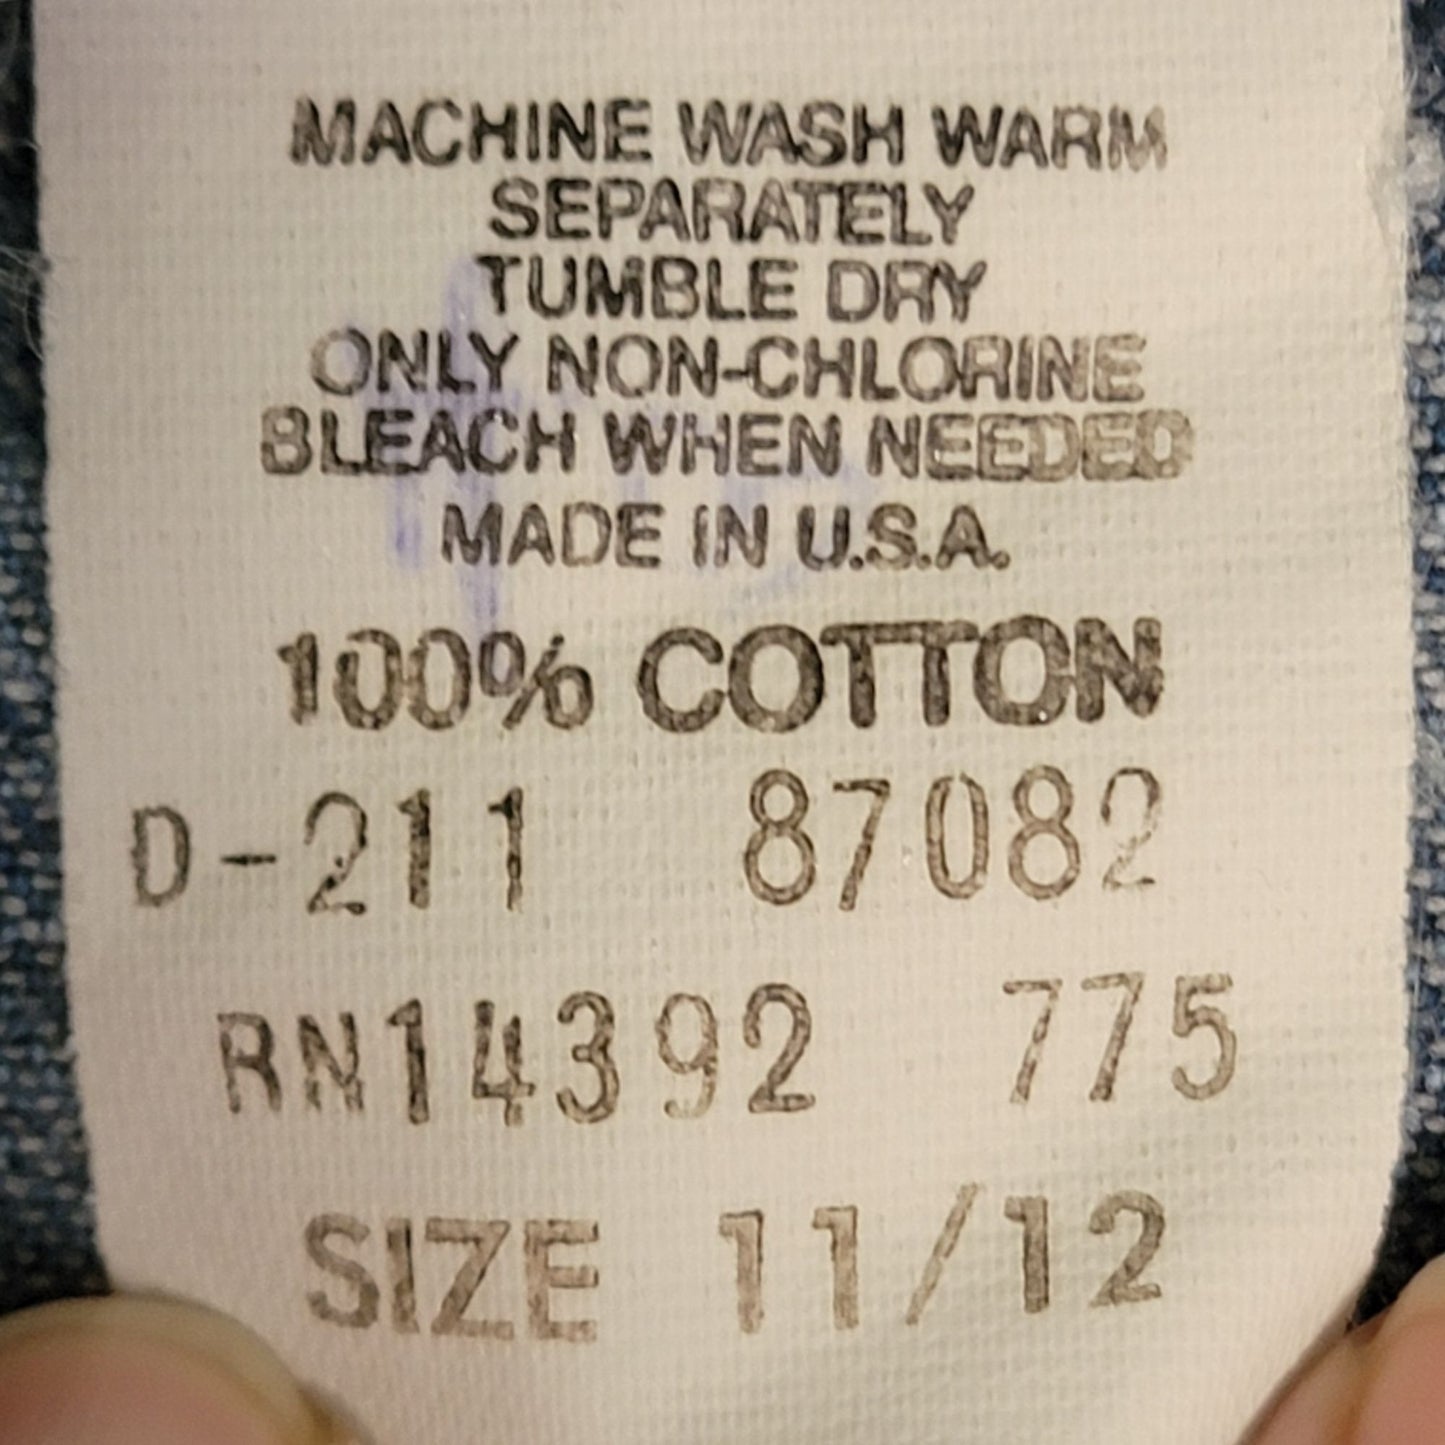 MACHINE WASH WARM
SEPARATELY
TUMBLE DRY
ONLY NON-CHLORINE
BLEACH WHEN NEEDED
MADE IN U.S.A.
100% COTTON
D-211 87082
RN14392 775
SIZE 11/12